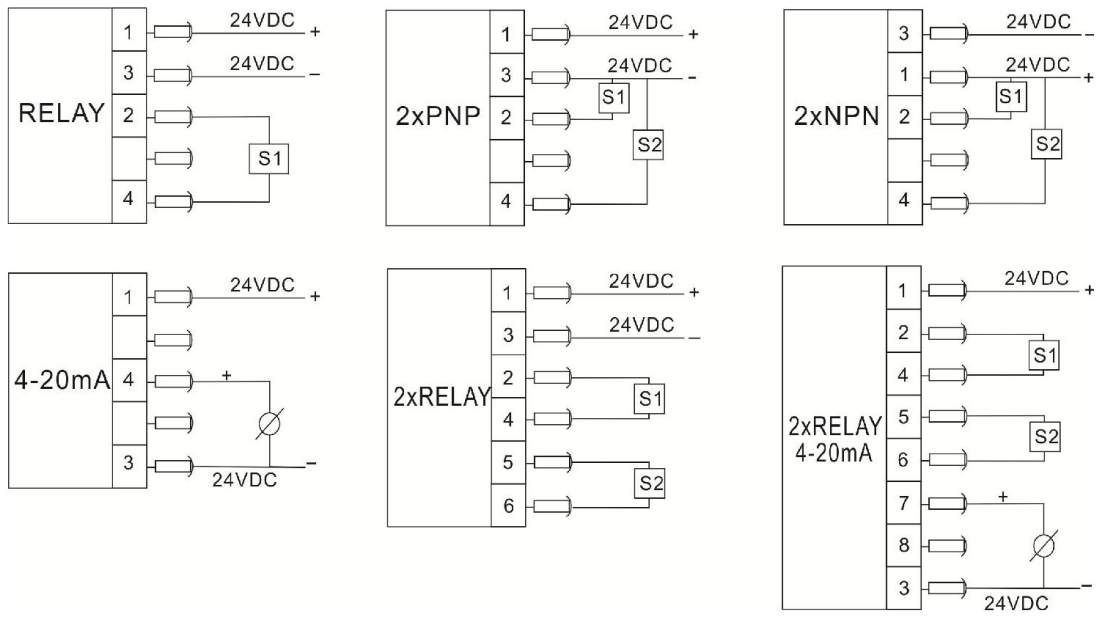 RELAY
1
24VDC
+
3
24VDC
−
2
S1
4
2xPNP
1
24VDC
+
3
24VDC
−
S1
2
S2
4
2xNPN
3
24VDC
−
1
24VDC
+
S1
2
S2
4
4-20mA
1
24VDC
+
4
+
3
24VDC
−
2xRELAY
1
24VDC
+
3
24VDC
−
2
S1
4
5
S2
6
2xRELAY
4-20mA
1
24VDC
+
2
S1
4
5
S2
6
7
+
8
3
24VDC
−